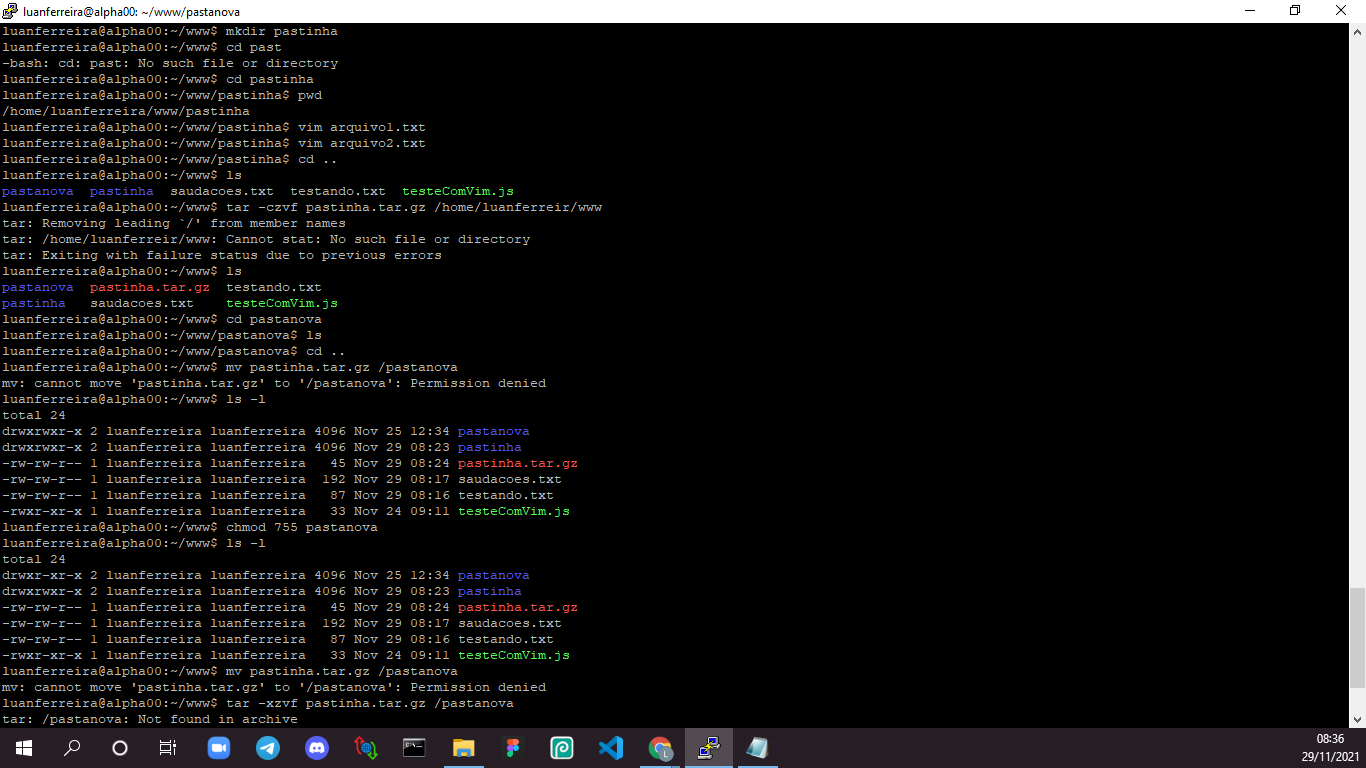 luanferreira@alpha00: ~/www/pastanova
luanferreira@alpha00:~/www$ mkdir pastinha
luanferreira@alpha00:~/www$ cd past
-bash: cd: past: No such file or directory
luanferreira@alpha00:~/www$ cd pastinha
luanferreira@alpha00:~/www/pastinha$ pwd
/home/luanferreira/www/pastinha
luanferreira@alpha00:~/www/pastinha$ vim arquivo1.txt
luanferreira@alpha00:~/www/pastinha$ vim arquivo2.txt
luanferreira@alpha00:~/www/pastinha$ cd ..
luanferreira@alpha00:~/www$ ls
pastanova  pastinha  saudacoes.txt  testando.txt  testeComVim.js
luanferreira@alpha00:~/www$ tar -czvf pastinha.tar.gz /home/luanferreir/www
tar: Removing leading `/' from member names
tar: /home/luanferreir/www: Cannot stat: No such file or directory
tar: Exiting with failure status due to previous errors
luanferreira@alpha00:~/www$ ls
pastanova  pastinha.tar.gz  testando.txt
pastinha   saudacoes.txt    testeComVim.js
luanferreira@alpha00:~/www$ cd pastanova
luanferreira@alpha00:~/www/pastanova$ ls
luanferreira@alpha00:~/www/pastanova$ cd ..
luanferreira@alpha00:~/www$ mv pastinha.tar.gz /pastanova
mv: cannot move 'pastinha.tar.gz' to '/pastanova': Permission denied
luanferreira@alpha00:~/www$ ls -l
total 24
drwxrwxr-x 2 luanferreira luanferreira 4096 Nov 25 12:34 pastanova
drwxrwxr-x 2 luanferreira luanferreira 4096 Nov 29 08:23 pastinha
-rw-rw-r-- 1 luanferreira luanferreira   45 Nov 29 08:24 pastinha.tar.gz
-rw-rw-r-- 1 luanferreira luanferreira  192 Nov 29 08:17 saudacoes.txt
-rw-rw-r-- 1 luanferreira luanferreira   87 Nov 29 08:16 testando.txt
-rwxr-xr-x 1 luanferreira luanferreira   33 Nov 24 09:11 testeComVim.js
luanferreira@alpha00:~/www$ chmod 755 pastanova
luanferreira@alpha00:~/www$ ls -l
total 24
drwxr-xr-x 2 luanferreira luanferreira 4096 Nov 25 12:34 pastanova
drwxrwxr-x 2 luanferreira luanferreira 4096 Nov 29 08:23 pastinha
-rw-rw-r-- 1 luanferreira luanferreira   45 Nov 29 08:24 pastinha.tar.gz
-rw-rw-r-- 1 luanferreira luanferreira  192 Nov 29 08:17 saudacoes.txt
-rw-rw-r-- 1 luanferreira luanferreira   87 Nov 29 08:16 testando.txt
-rwxr-xr-x 1 luanferreira luanferreira   33 Nov 24 09:11 testeComVim.js
luanferreira@alpha00:~/www$ mv pastinha.tar.gz /pastanova
mv: cannot move 'pastinha.tar.gz' to '/pastanova': Permission denied
luanferreira@alpha00:~/www$ tar -xzvf pastinha.tar.gz /pastanova
tar: /pastanova: Not found in archive
08:36
29/11/2021